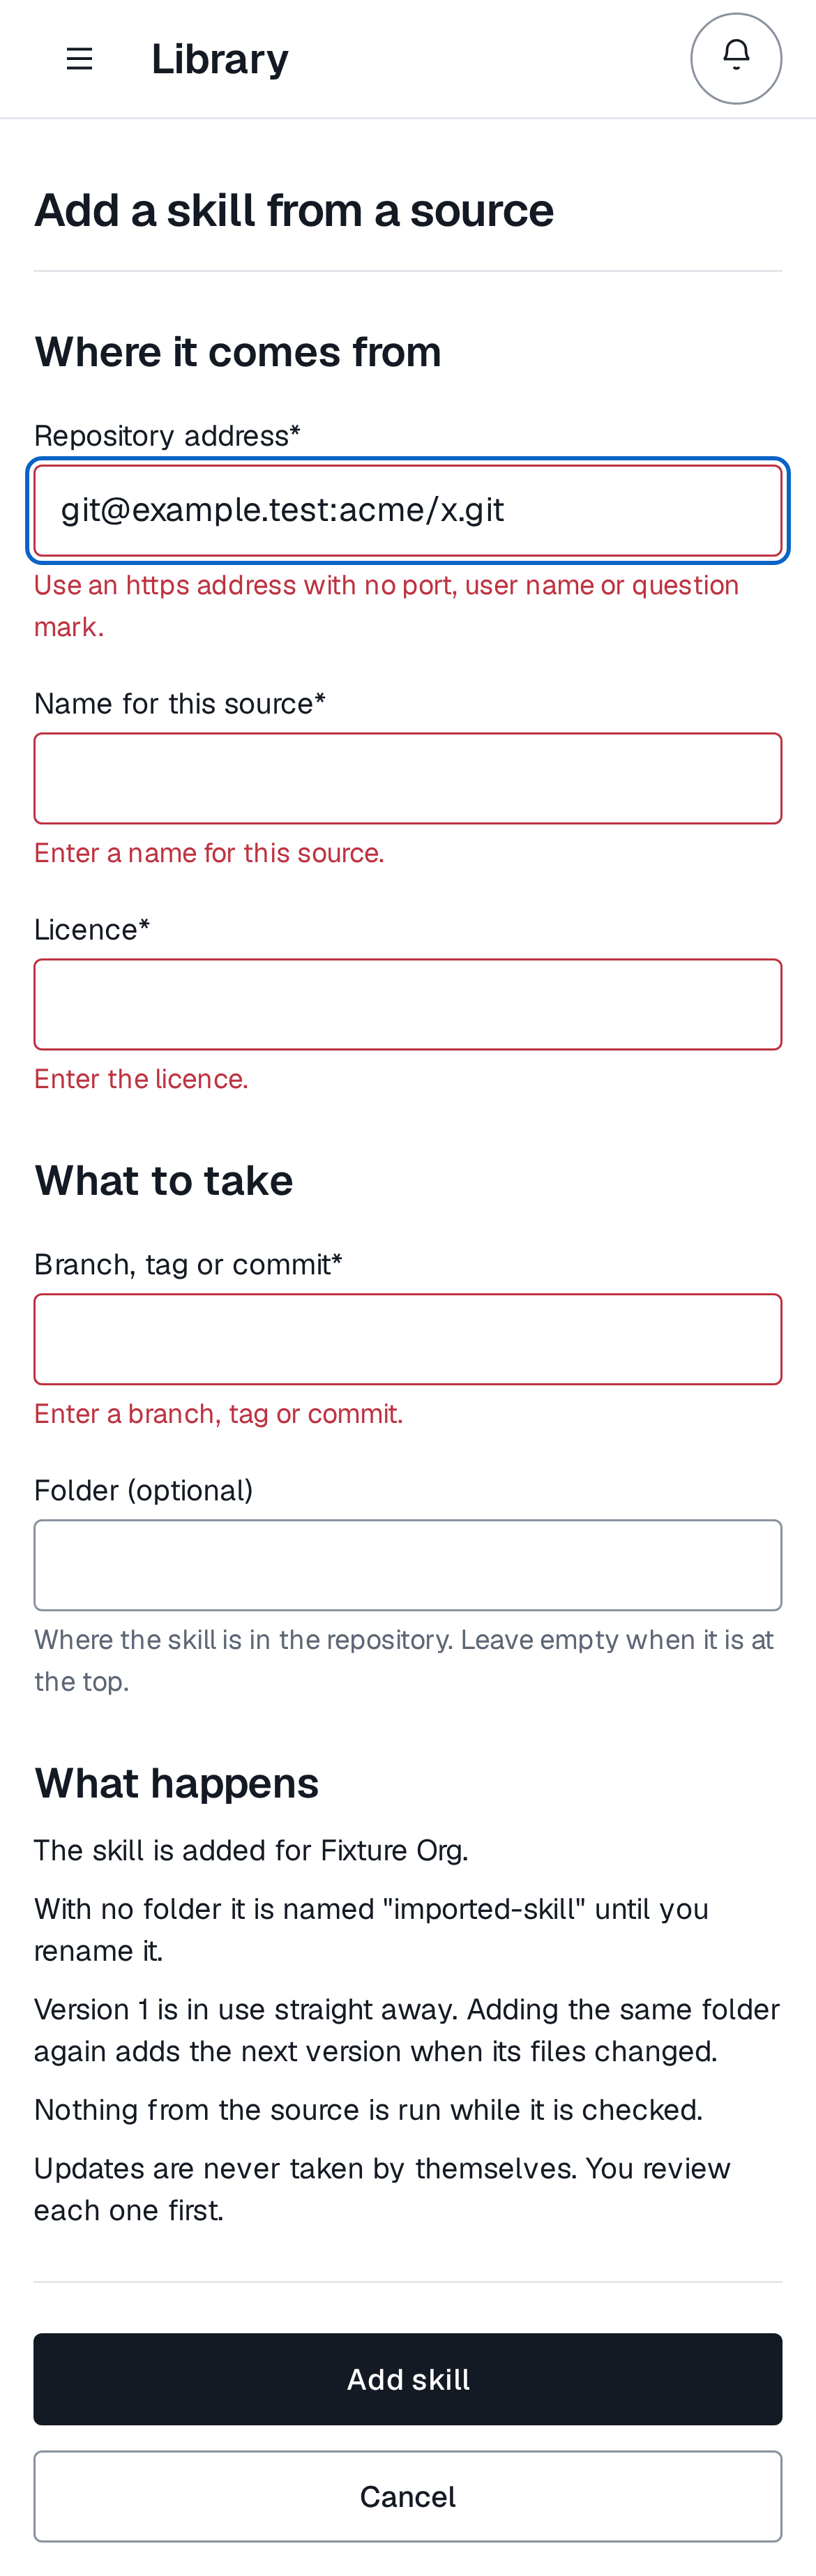 Library
Add a skill from a source
Where it comes from
Repository address*
git@example.test:acme/x.git
Use an https address with no port, user name or question
mark.
Name for this source*
Enter a name for this source.
Licence*
Enter the licence.
What to take
Branch, tag or commit*
Enter a branch, tag or commit.
Folder (optional)
Where the skill is in the repository. Leave empty when it is at
the top.
What happens
The skill is added for Fixture Org.
With no folder it is named "imported-skill" until you
rename it.
Version 1 is in use straight away. Adding the same folder
again adds the next version when its files changed.
Nothing from the source is run while it is checked.
Updates are never taken by themselves. You review
each one first.
Add skill
Cancel